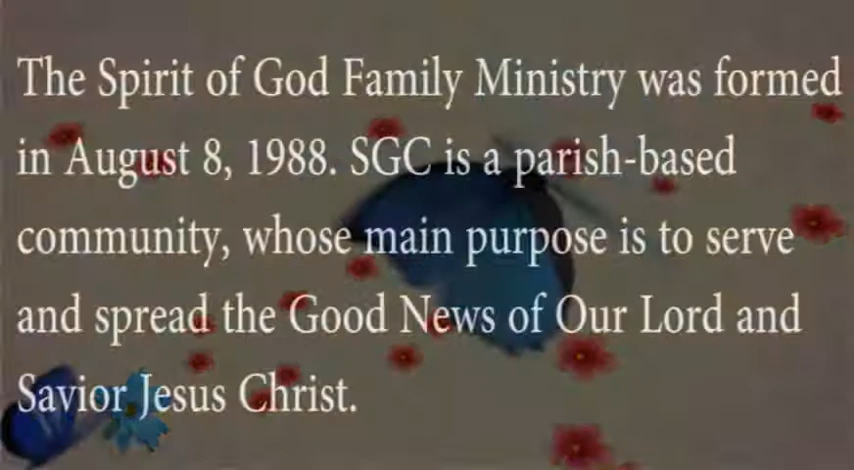 The Spirit of God Family Ministry was formed
in August 8, 1988. SGC is a parish-based
community, whose main purpose is to serve
and spread the Good News of Our Lord and
Savior Jesus Christ.